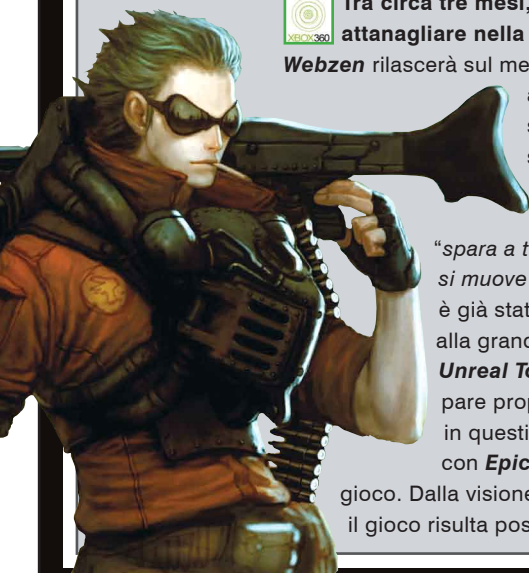 XBOX360
Tra circa tre mesi,
attanagliare nella
Webzen rilascerà sul me
"spara a t
si muove
è già stat
alla grand
Unreal To
pare prop
in questi
con Epic
gioco. Dalla visione
il gioco risulta pos